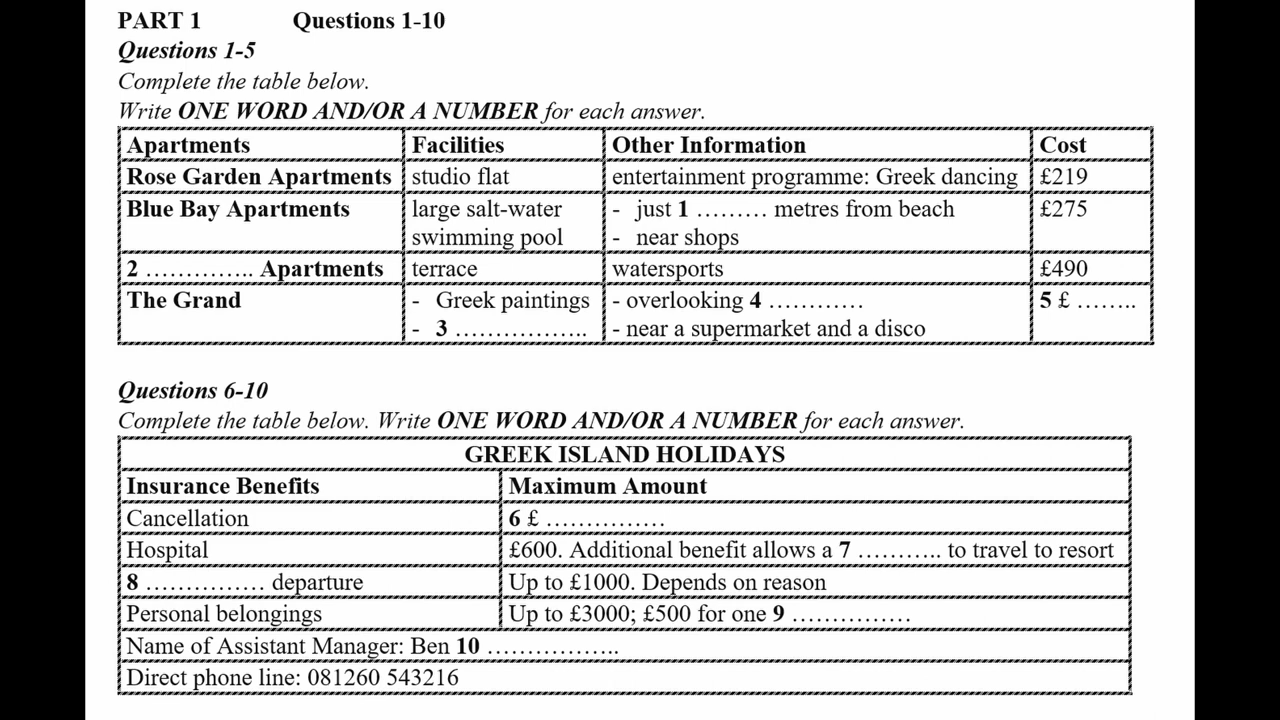 PART 1 Questions 1-10
Questions 1-5
Complete the table below.
Write ONE WORD AND/OR A NUMBER for each answer.
Apartments Facilities Other Information Cost
Rose Garden Apartments studio flat entertainment programme: Greek dancing £219
Blue Bay Apartments large salt-water - just 1 ……… metres from beach £275
swimming pool - near shops
2 ………….. Apartments terrace watersports £490
The Grand - Greek paintings - overlooking 4 ………… 5 £ ……..
- 3 …………….. - near a supermarket and a disco
Questions 6-10
Complete the table below. Write ONE WORD AND/OR A NUMBER for each answer.
GREEK ISLAND HOLIDAYS
Insurance Benefits Maximum Amount
Cancellation 6 £ ……………
Hospital £600. Additional benefit allows a 7 ……….. to travel to resort
8 …………… departure Up to £1000. Depends on reason
Personal belongings Up to £3000; £500 for one 9 ……………
Name of Assistant Manager: Ben 10 ……………..
Direct phone line: 081260 543216